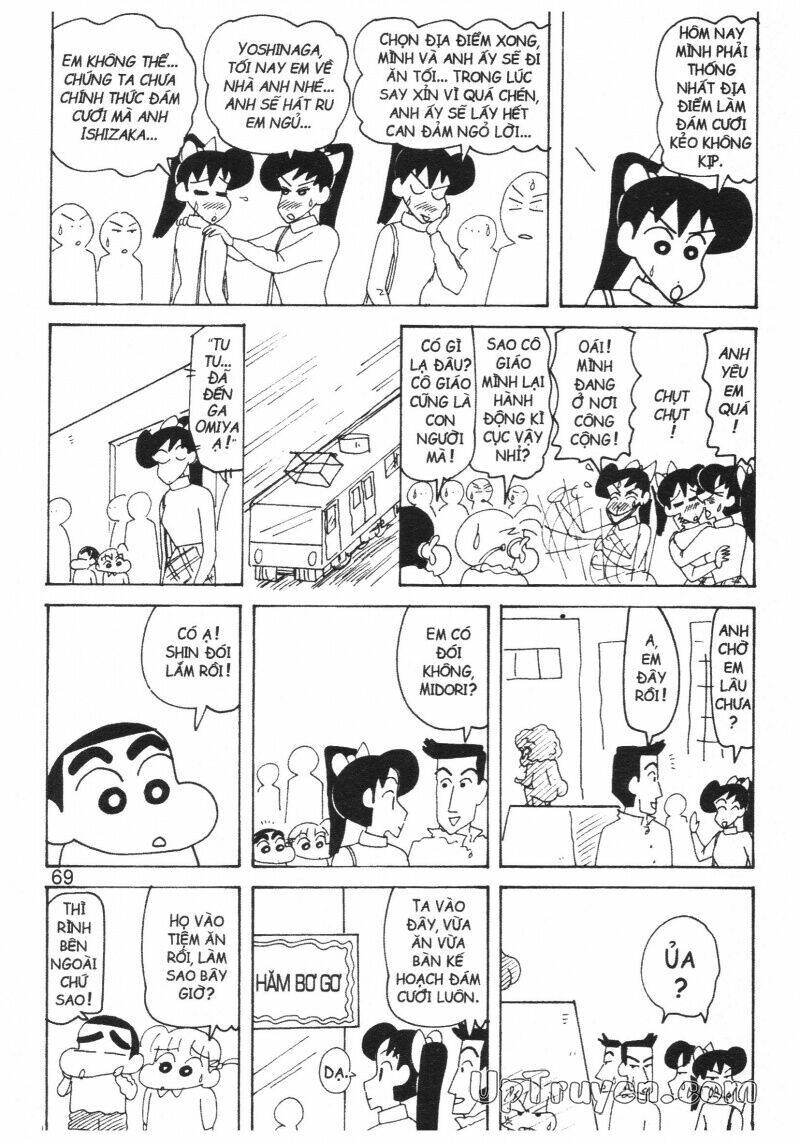 HÔM NAY
MÌNH PHẢI
THỐNG
NHẤT ĐỊA
ĐIỂM LÀM
ĐÁM CƯỚI
KẺO KHÔNG
KỊP.
CHỌN ĐỊA ĐIỂM XONG,
MÌNH VÀ ANH ẤY SẼ ĐI
ĂN TỐI... TRONG LÚC
SAY XỈN VÌ QUÁ CHÉN,
ANH ẤY SẼ LẤY HẾT
CAN ĐẢM NGỎ LỜI...
YOSHINAGA,
TỐI NAY EM VỀ
NHÀ ANH NHÉ...
ANH SẼ HÁT RU
EM NGỦ...
EM KHÔNG THỂ...
CHÚNG TA CHƯA
CHÍNH THỨC ĐÁM
CƯỚI MÀ ANH
ISHIZAKA...
ANH
YÊU
EM
QUÁ!
CHỤT
CHỤT
!
OÁI!
MÌNH
ĐANG
Ở NƠI
CÔNG
CỘNG!
SAO CÔ
GIÁO
MÌNH LẠI
HÀNH
ĐỘNG KÌ
CỤC VẬY
NHỈ?
CÓ GÌ
LẠ ĐÂU?
CÔ GIÁO
CŨNG LÀ
CON
NGƯỜI
MÀ!
"TU
TU...
ĐÃ
ĐẾN
GA
OMIYA
Ạ!"
ANH
CHỜ
EM
LÂU
CHƯA
?
A,
EM
ĐÂY
RỒI!
EM CÓ
ĐÓI
KHÔNG,
MIDORI?
CÓ Ạ!
SHIN ĐÓI
LẮM RỒI!
69
ỦA
?
TA VÀO
ĐÂY, VỪA
ĂN VỪA
BÀN KẾ
HOẠCH ĐÁM
CƯỚI LUÔN.
HĂM BƠ GƠ
DẠ.
HỌ VÀO
TIỆM ĂN
RỒI, LÀM
SAO BÂY
GIỜ?
THÌ
RÌNH
BÊN
NGOÀI
CHỨ
SAO!
UpTruyen.com